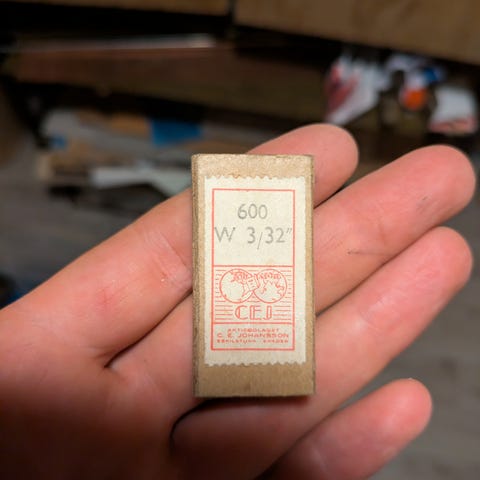 600
W 3/32"
CEJ
AKTIEBOLAGET
C. E. JOHANSSON
ESKILSTUNA SWEDEN